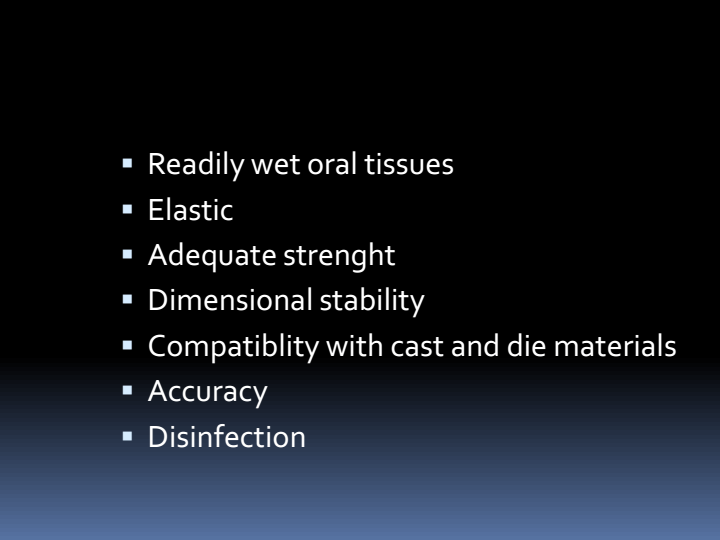 ▪ Readily wet oral tissues
▪ Elastic
▪ Adequate strenght
▪ Dimensional stability
▪ Compatiblity with cast and die materials
▪ Accuracy
▪ Disinfection